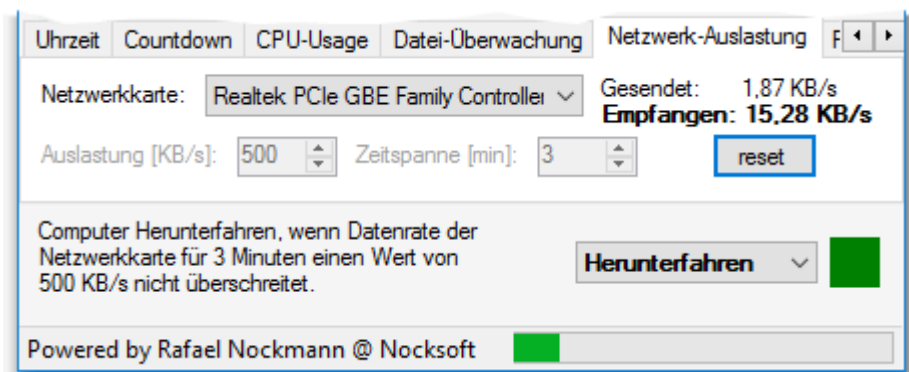 Uhrzeit Countdown CPU-Usage Datei-Überwachung Netzwerk-Auslastung
Netzwerkkarte: Realtek PCIe GBE Family Controller Gesendet: 1,87 KB/s
Empfangen: 15,28 KB/s
Auslastung [KB/s]: 500 Zeitspanne [min]: 3 reset
Computer Herunterfahren, wenn Datenrate der
Netzwerkkarte für 3 Minuten einen Wert von
500 KB/s nicht überschreitet.
Herunterfahren
Powered by Rafael Nockmann @ Nocksoft